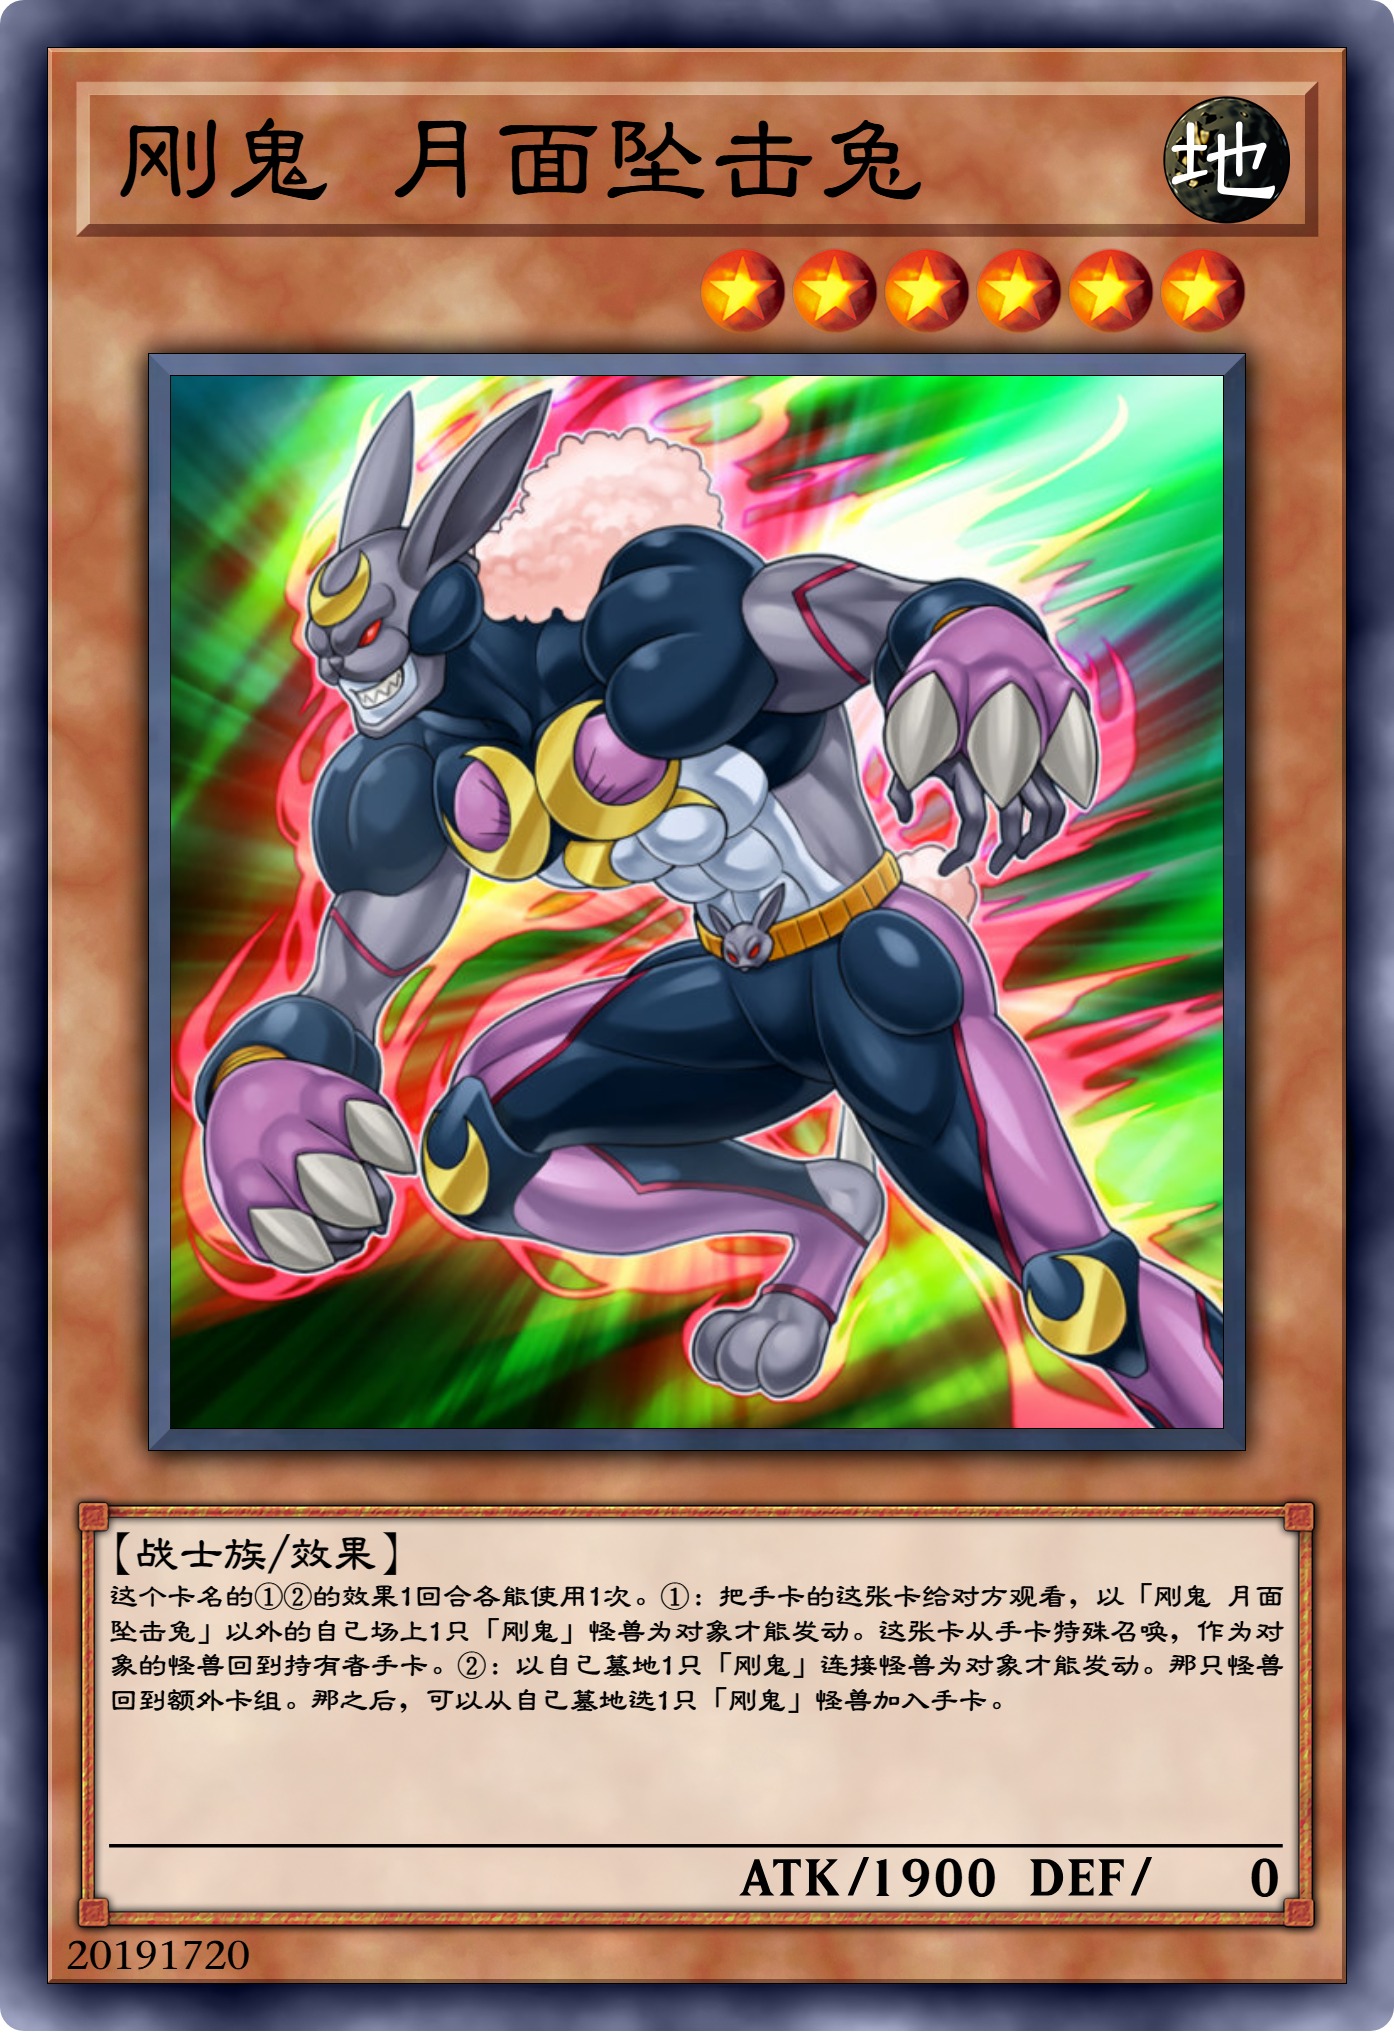 刚鬼 月面坠击兔
地
【战士族/效果】
这个卡名的①②的效果1回合各能使用1次。①：把手卡的这张卡给对方观看，以「刚鬼 月面
坠击兔」以外的自己场上1只「刚鬼」怪兽为对象才能发动。这张卡从手卡特殊召唤，作为对
象的怪兽回到持有者手卡。②：以自己墓地1只「刚鬼」连接怪兽为对象才能发动。那只怪兽
回到额外卡组。那之后，可以从自己墓地选1只「刚鬼」怪兽加入手卡。
ATK/1900 DEF/ 0
20191720